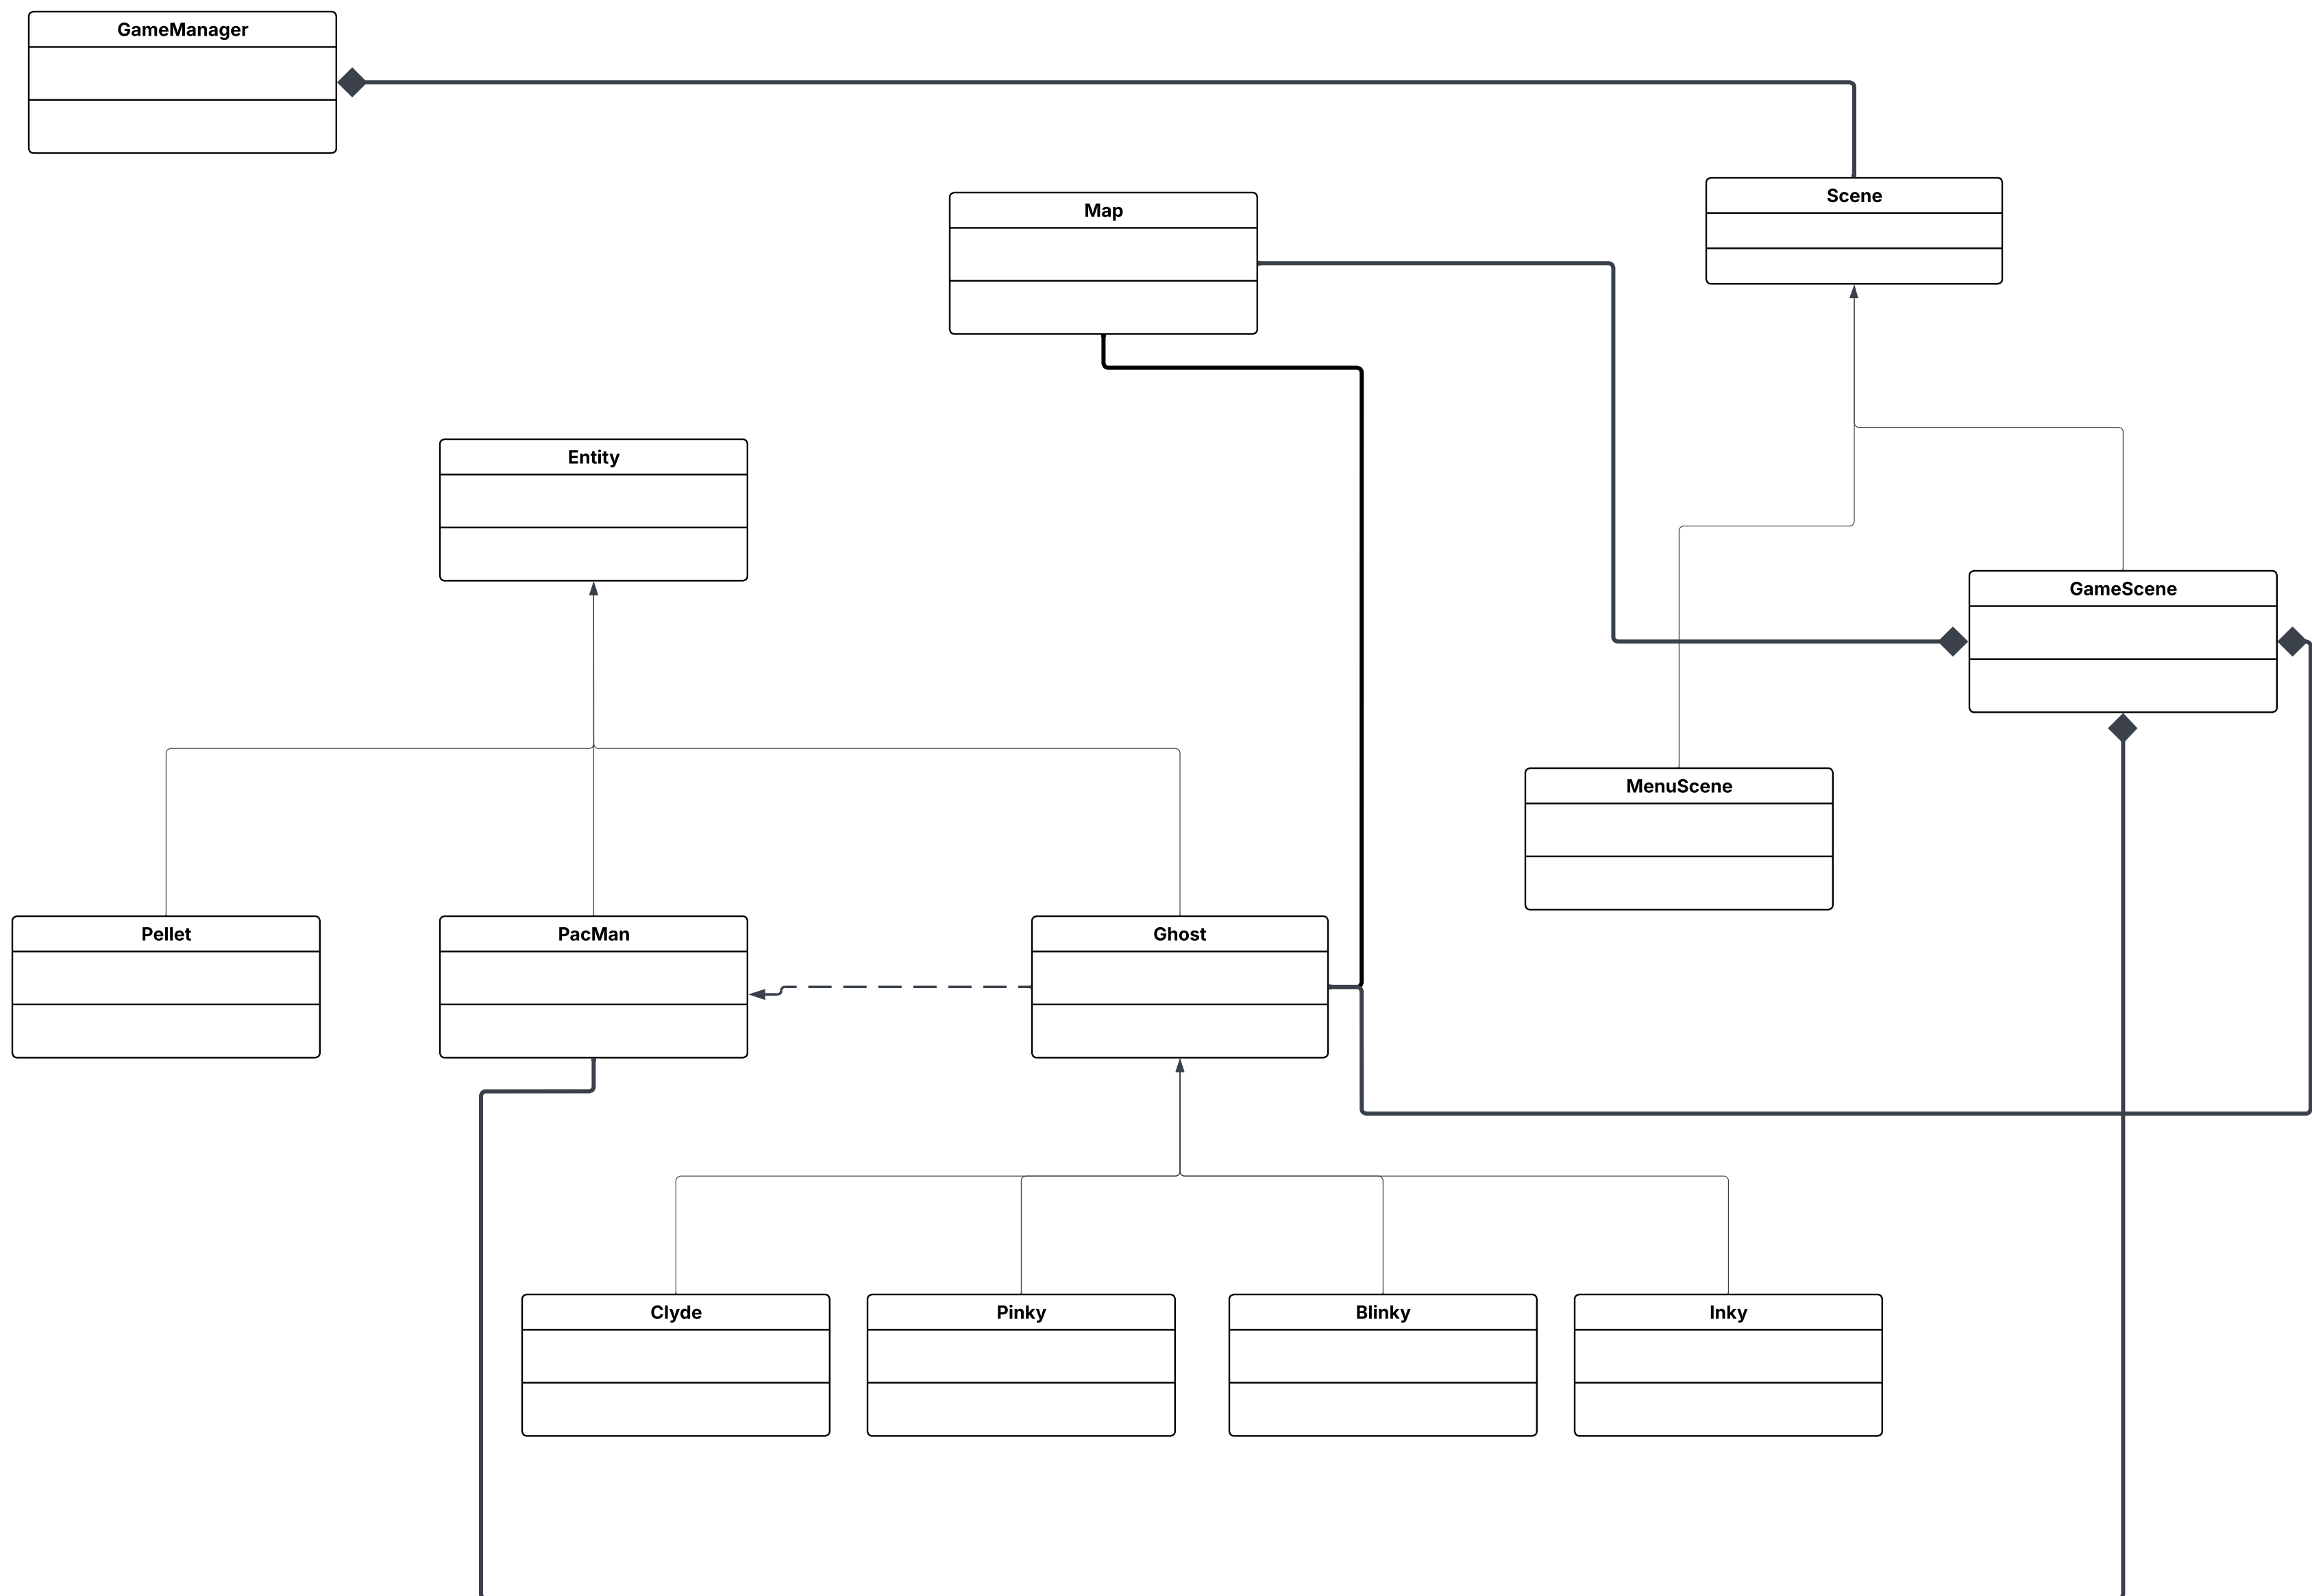 GameManager
Scene
Map
Entity
GameScene
MenuScene
Pellet
PacMan
Ghost
Clyde
Pinky
Blinky
Inky